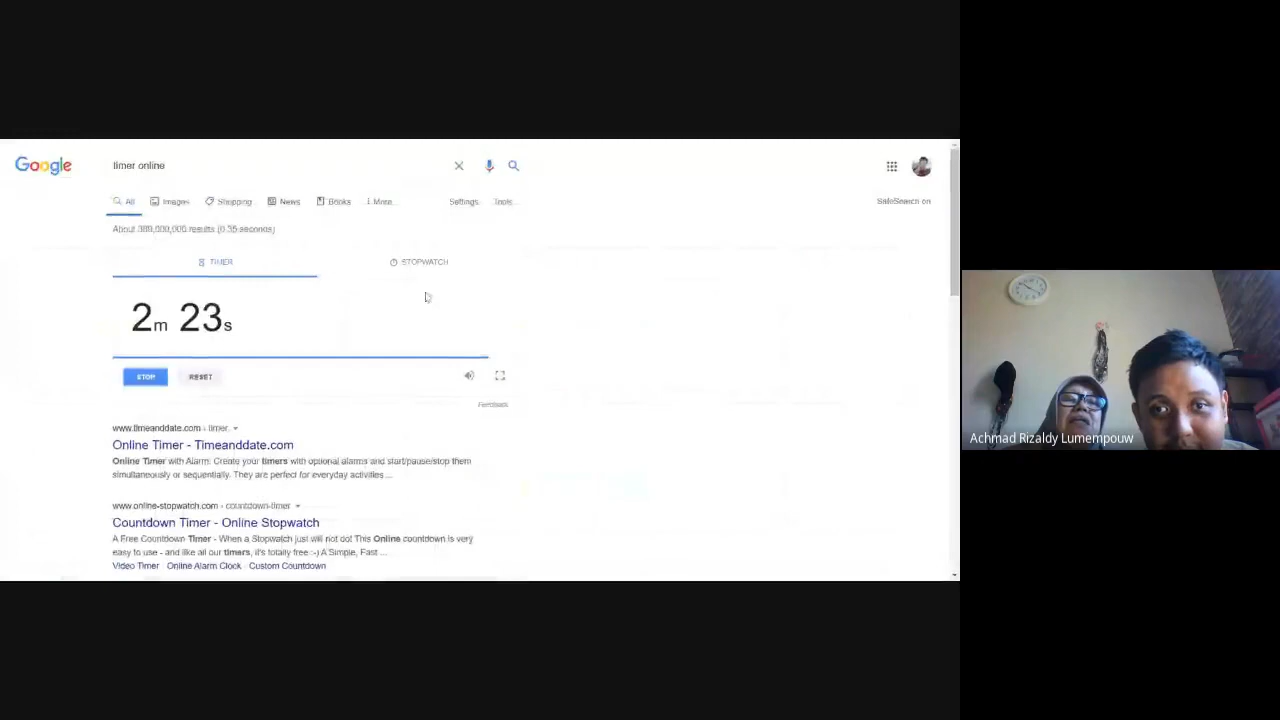 Google
timer online
All Images Shopping News Books More Settings Tools
SafeSearch on
TIMER STOPWATCH
2m 23s
STOP RESET
Feedback
www.timeanddate.com › timer
Online Timer - Timeanddate.com
Online Timer with Alarm. Create your timers with optional alarms and start/pause/stop them
simultaneously or sequentially. They are perfect for everyday activities ...
www.online-stopwatch.com › countdown-timer
Countdown Timer - Online Stopwatch
A Free Countdown Timer - When a Stopwatch just will not do! This Online countdown is very
easy to use - and like all our timers, it's totally free :-) A Simple, Fast ...
Video Timer · Online Alarm Clock · Custom Countdown
Achmad Rizaldy Lumempouw